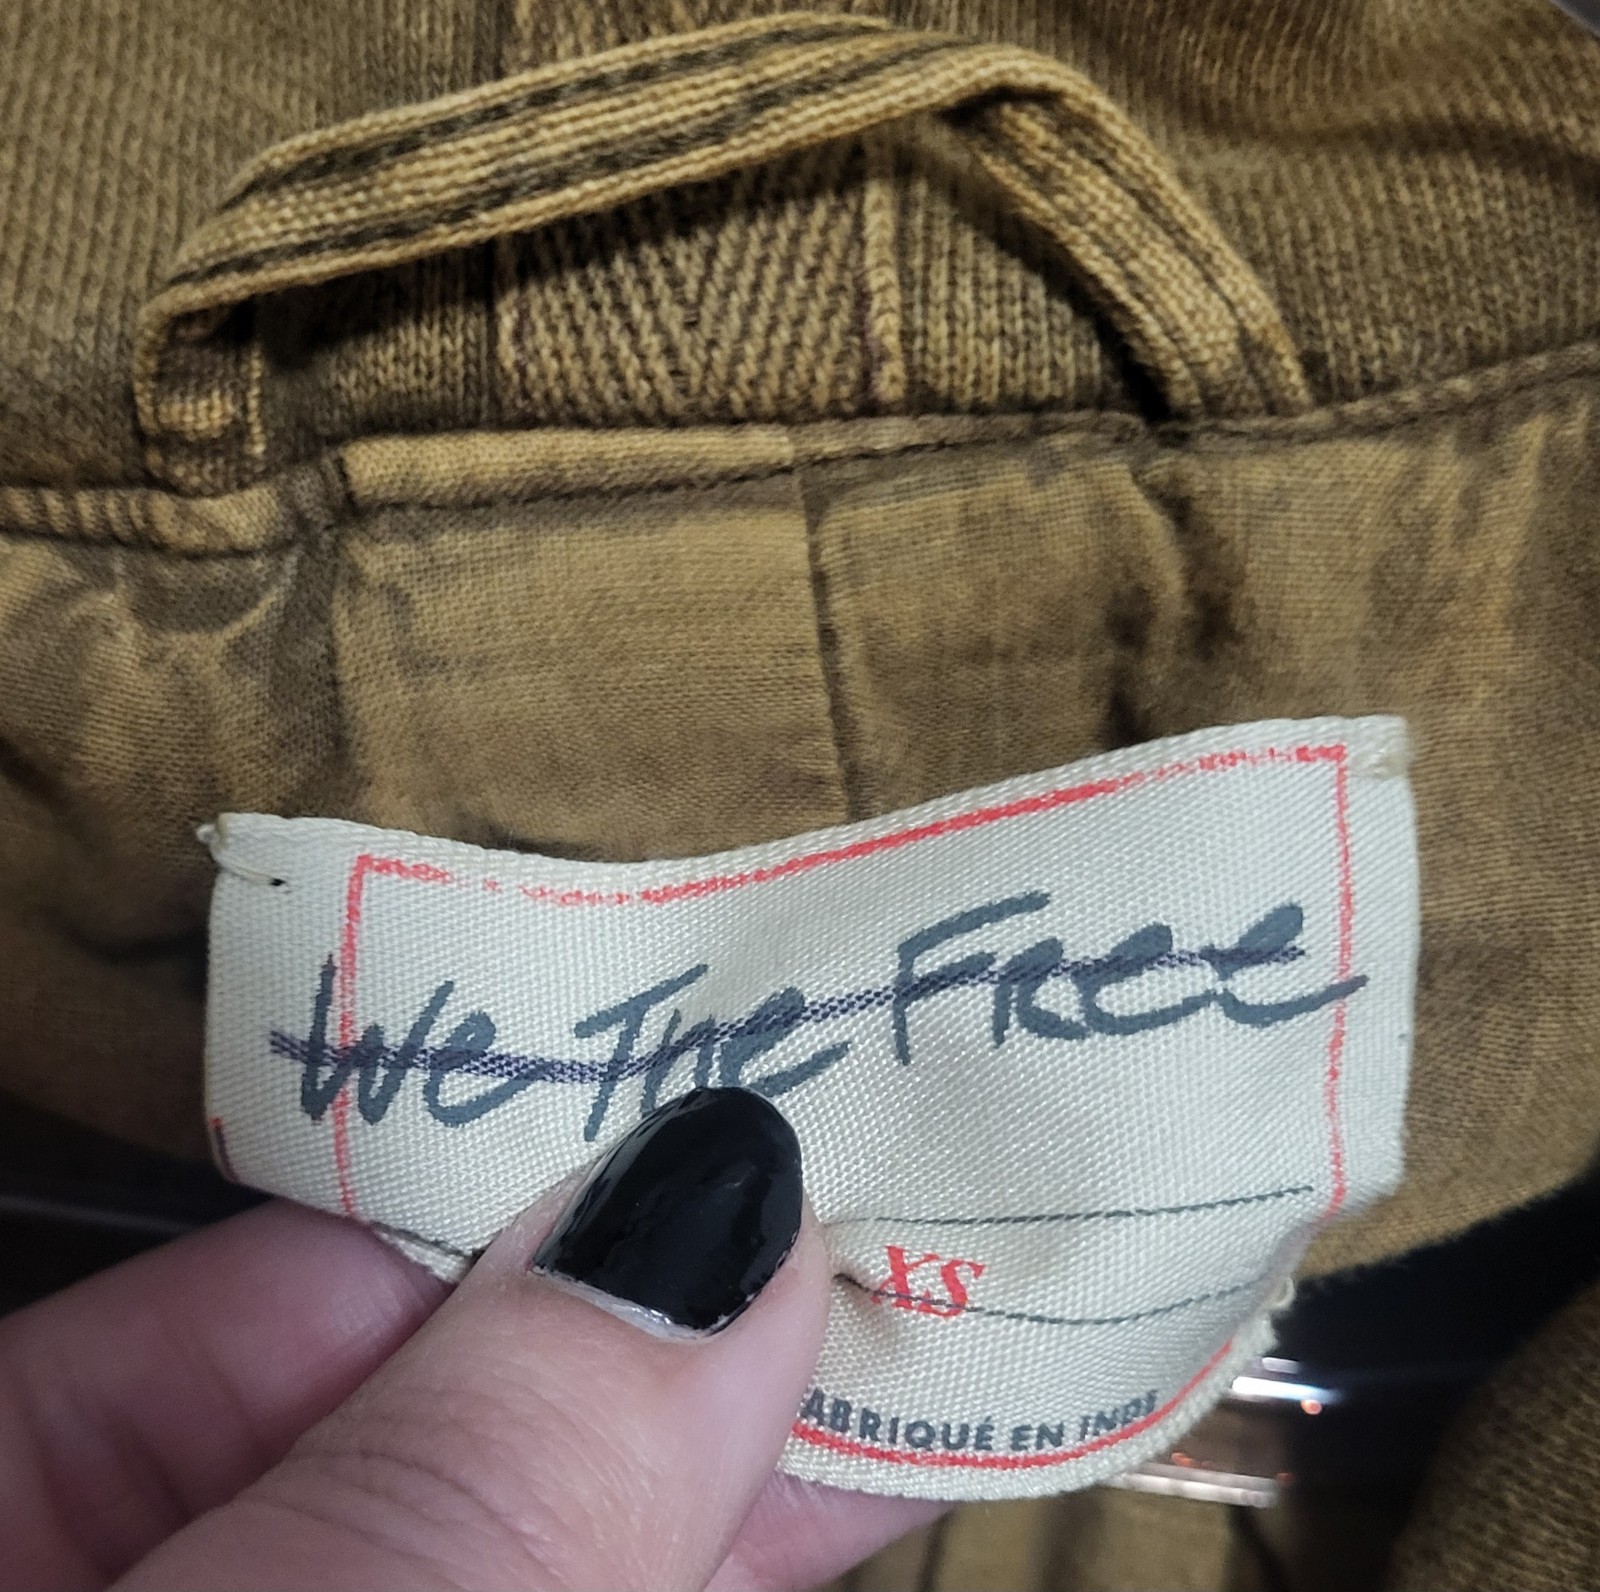 We The Free
XS
ABRIQUÉ EN INDE